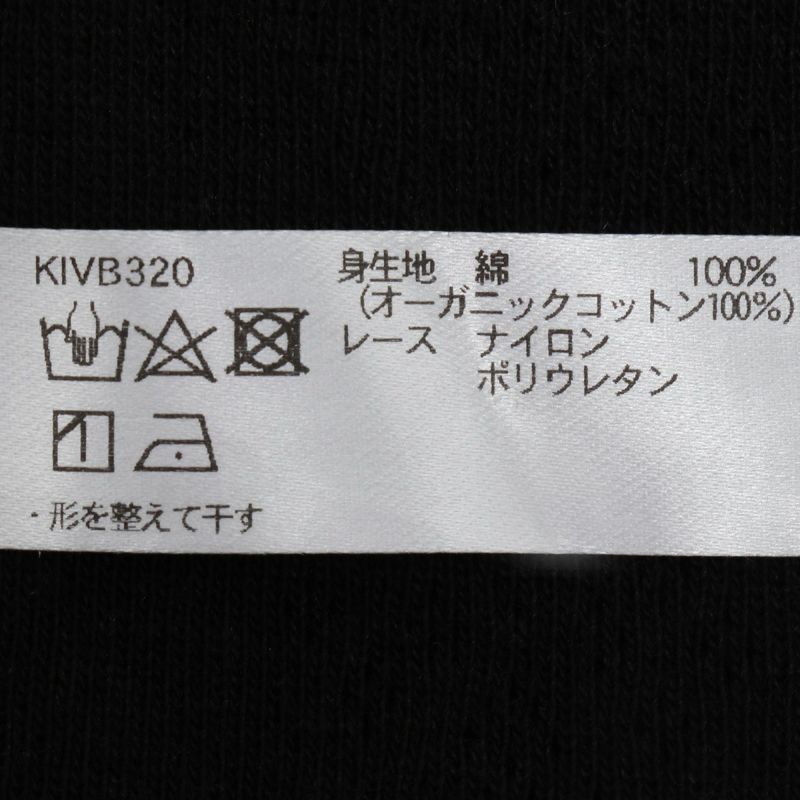 KIVB320
・形を整えて干す
身生地 綿 100%
(オーガニックコットン100%)
レース ナイロン
ポリウレタン